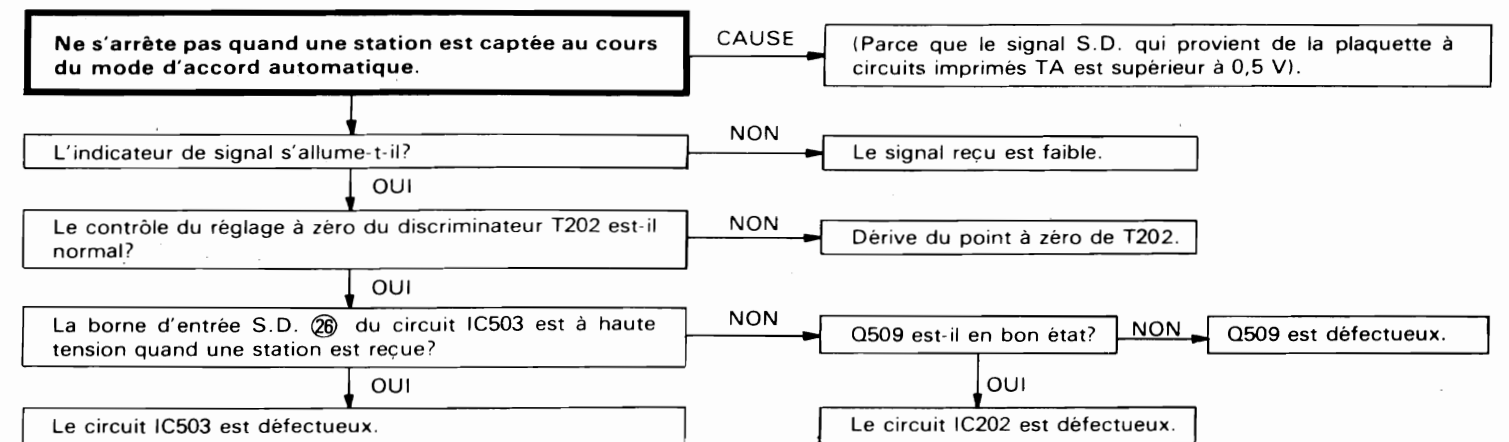 Ne s'arrête pas quand une station est captée au cours
du mode d'accord automatique.
CAUSE
(Parce que le signal S.D. qui provient de la plaquette à
circuits imprimés TA est supérieur à 0,5 V).
L'indicateur de signal s'allume-t-il?
NON
Le signal reçu est faible.
OUI
Le contrôle du réglage à zéro du discriminateur T202 est-il
normal?
NON
Dérive du point à zéro de T202.
OUI
La borne d'entrée S.D. ㉖ du circuit IC503 est à haute
tension quand une station est reçue?
NON
Q509 est-il en bon état?
NON
Q509 est défectueux.
OUI
OUI
Le circuit IC503 est défectueux.
Le circuit IC202 est défectueux.